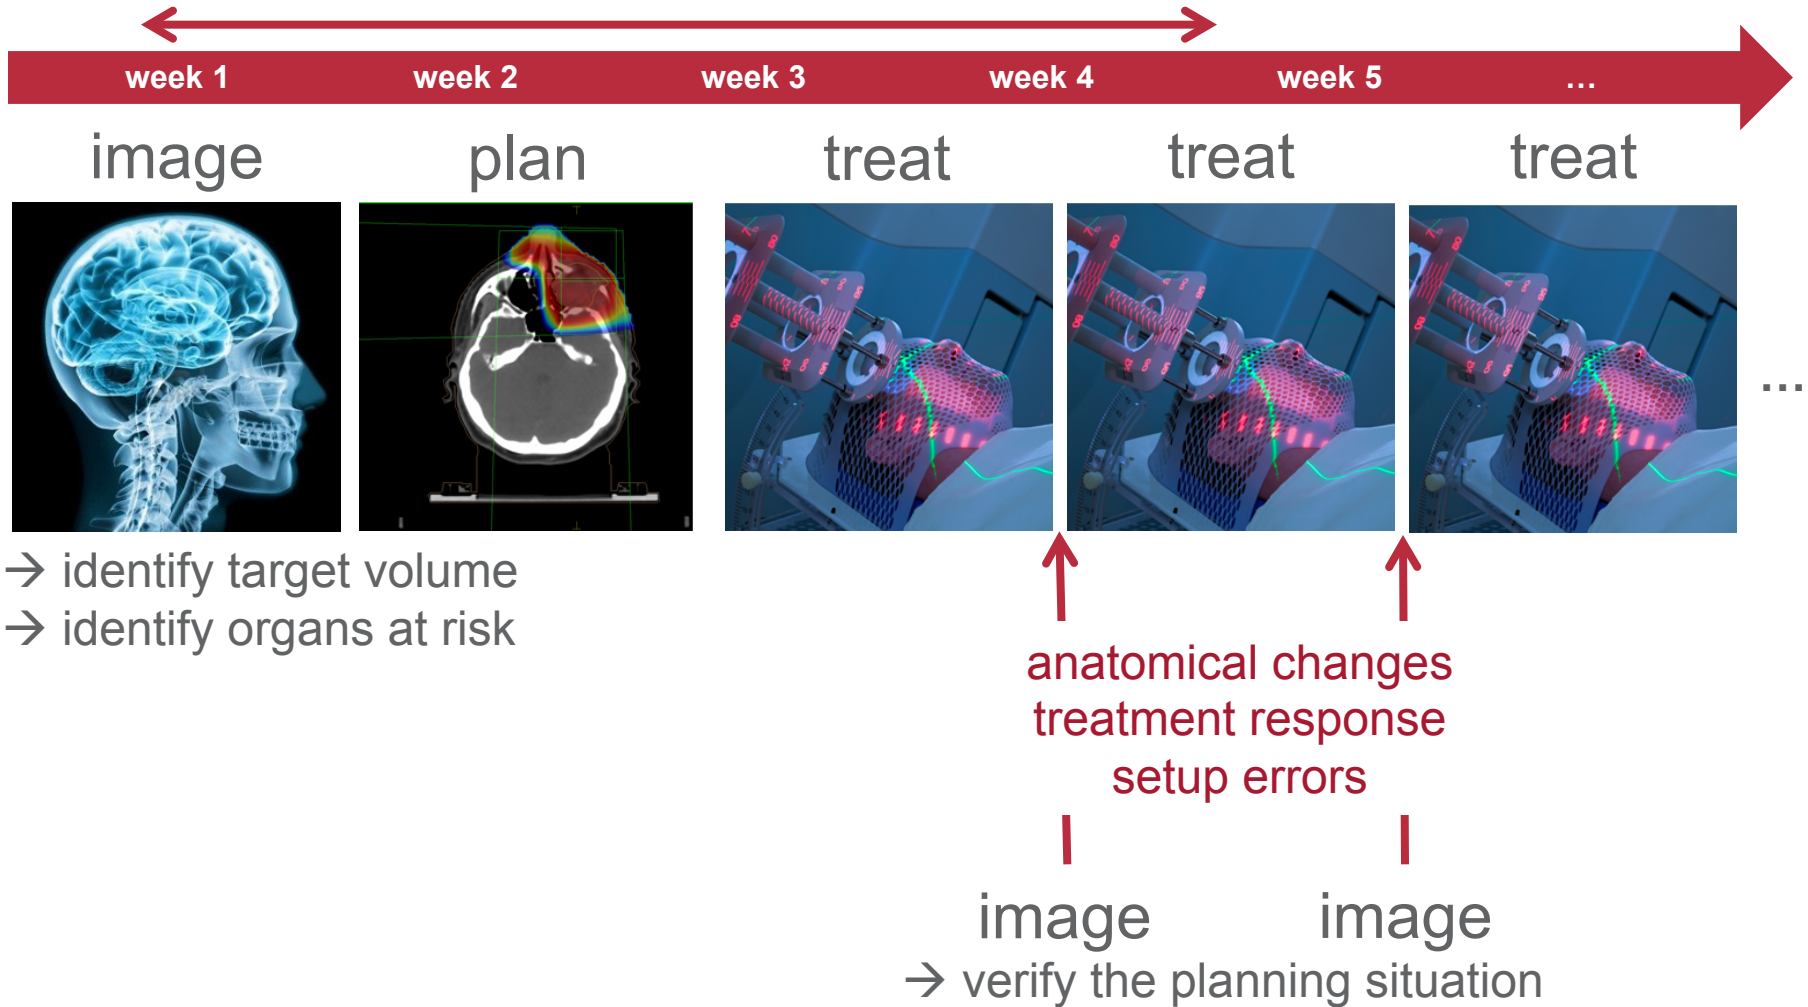 week 1 week 2 week 3 week 4 week 5 ...
image plan treat treat treat
...
→ identify target volume
→ identify organs at risk
anatomical changes
treatment response
setup errors
image image
→ verify the planning situation